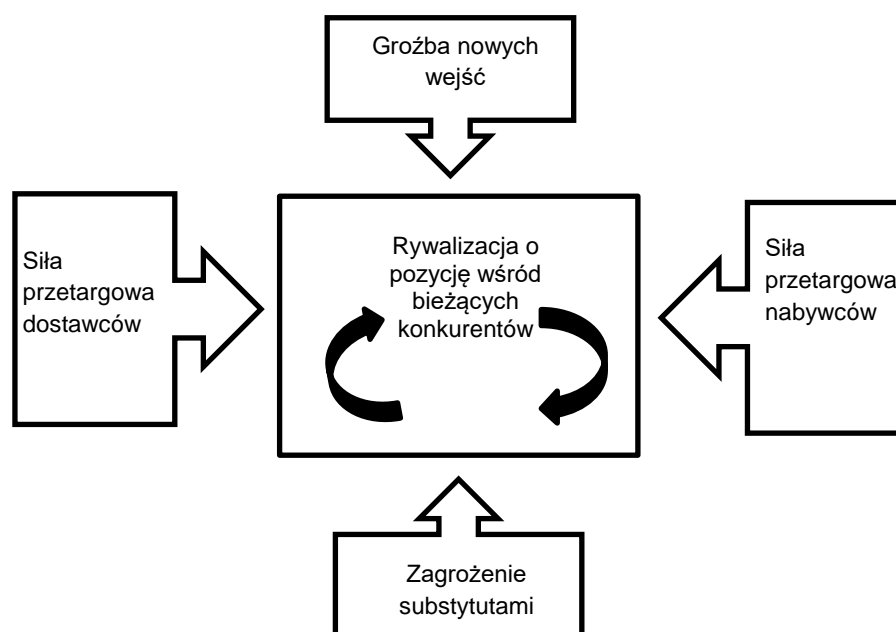 Groźba nowych
wejść
Siła
przetargowa
dostawców
Rywalizacja o
pozycję wśród
bieżących
konkurentów
Siła
przetargowa
nabywców
Zagrożenie
substytutami